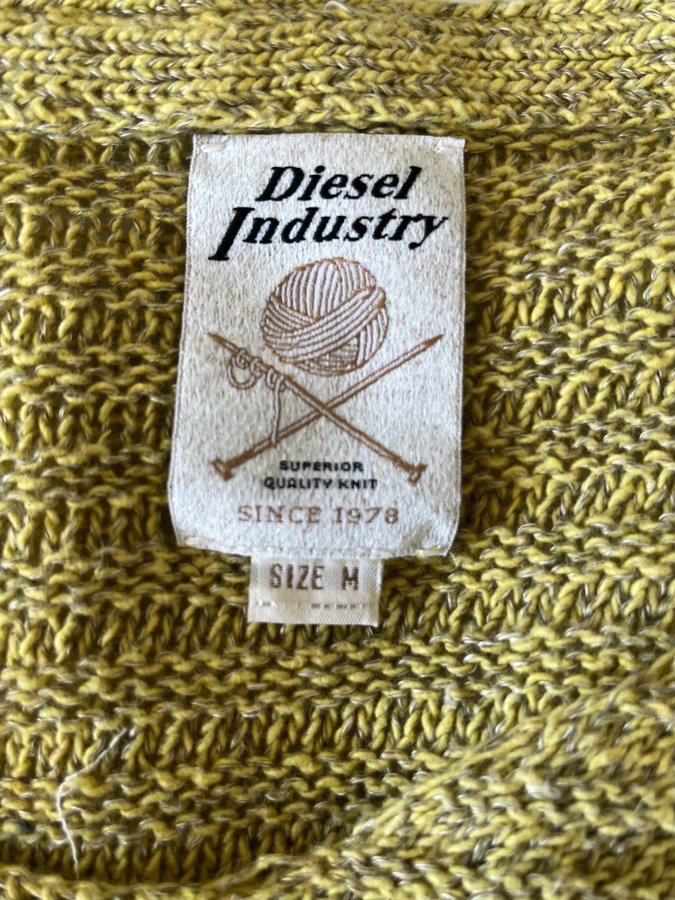 Diesel
Industry
SUPERIOR
QUALITY KNIT
SINCE 1978
SIZE M